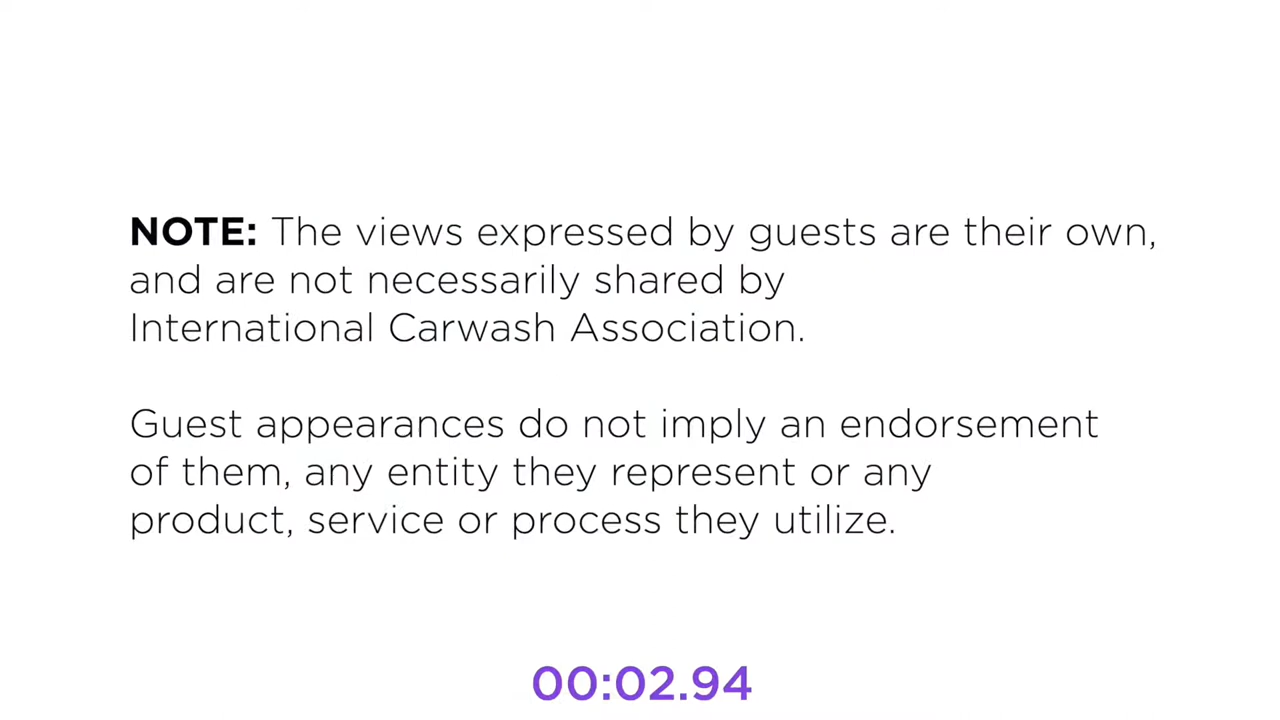 NOTE: The views expressed by guests are their own,
and are not necessarily shared by
International Carwash Association.
Guest appearances do not imply an endorsement
of them, any entity they represent or any
product, service or process they utilize.
00:02.94